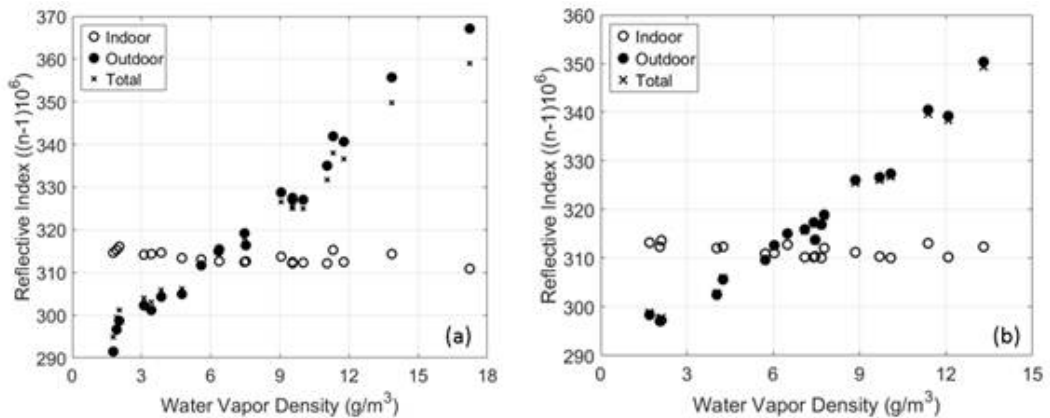 370
360
350
340
330
320
310
300
290
Reflective Index ((n-1)10⁶)
Indoor
Outdoor
Total
(a)
0 3 6 9 12 15 18
Water Vapor Density (g/m³)
360
350
340
330
320
310
300
290
Reflective Index ((n-1)10⁶)
Indoor
Outdoor
Total
(b)
0 3 6 9 12 15
Water Vapor Density (g/m³)